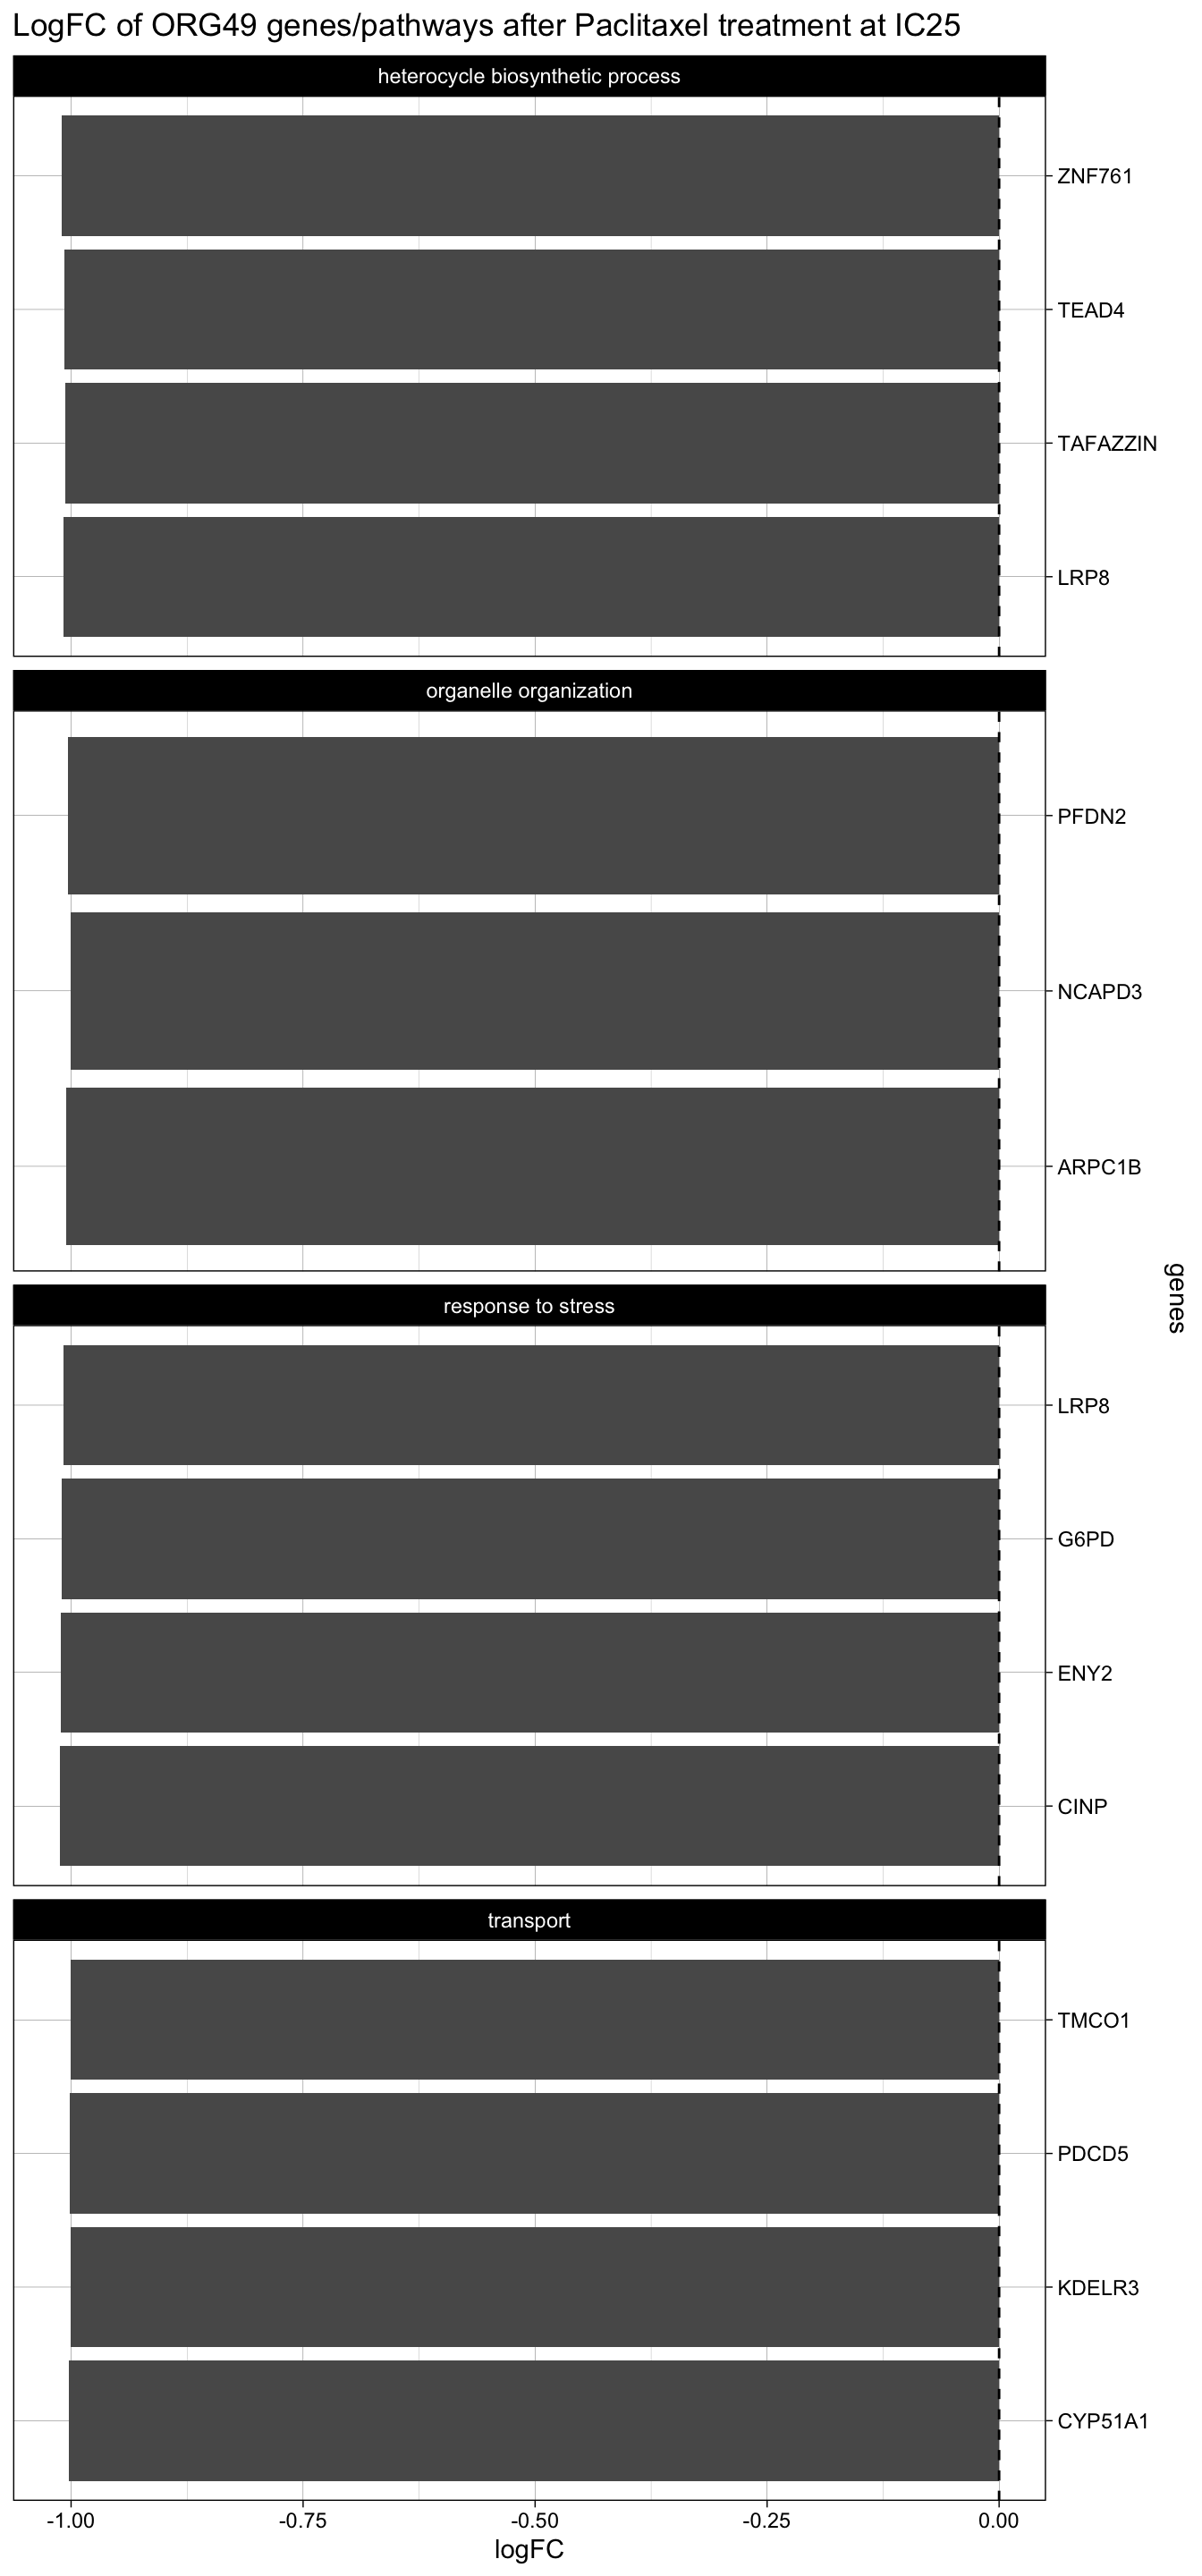 LogFC of ORG49 genes/pathways after Paclitaxel treatment at IC25
heterocycle biosynthetic process
ZNF761
TEAD4
TAFAZZIN
LRP8
organelle organization
PFDN2
NCAPD3
ARPC1B
genes
response to stress
LRP8
G6PD
ENY2
CINP
transport
TMCO1
PDCD5
KDELR3
CYP51A1
-1.00 -0.75 -0.50 -0.25 0.00
logFC